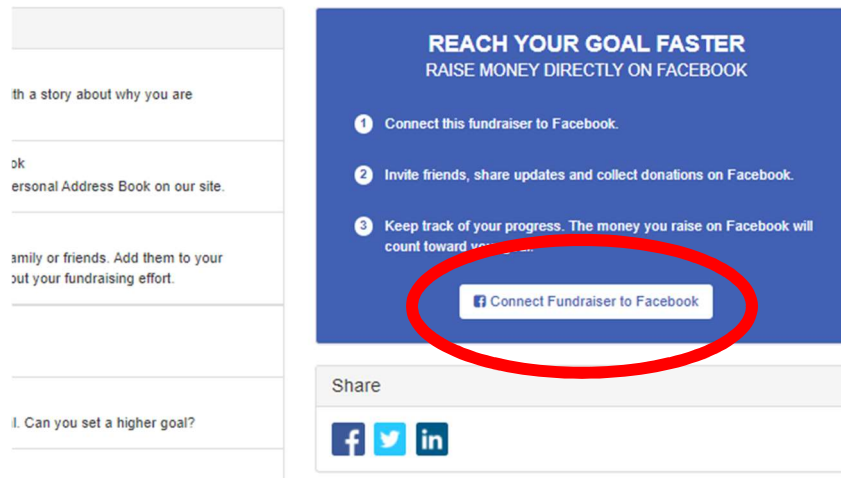 ith a story about why you are
ok
ersonal Address Book on our site.
amily or friends. Add them to your
out your fundraising effort.
l. Can you set a higher goal?
REACH YOUR GOAL FASTER
RAISE MONEY DIRECTLY ON FACEBOOK
1 Connect this fundraiser to Facebook.
2 Invite friends, share updates and collect donations on Facebook.
3 Keep track of your progress. The money you raise on Facebook will
count toward
Connect Fundraiser to Facebook
Share